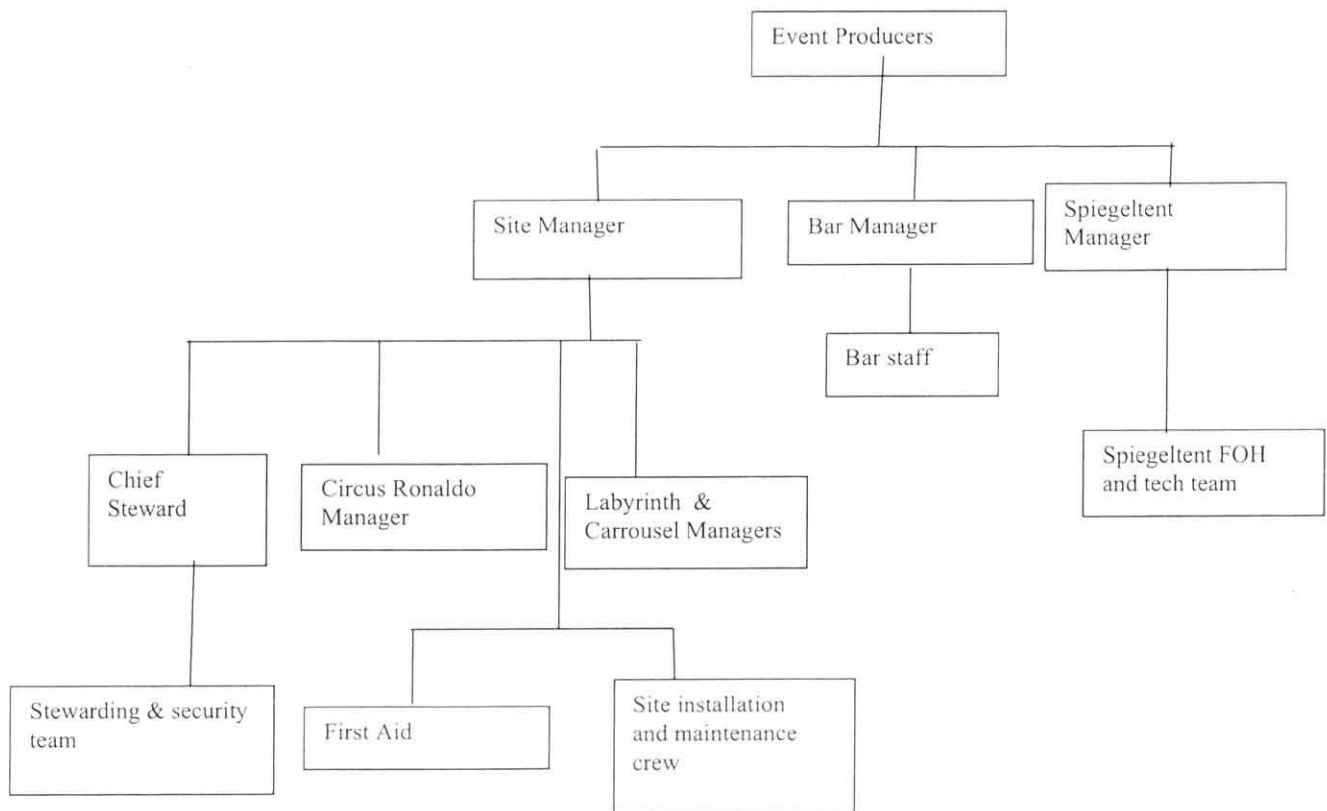 Event Producers
Site Manager
Bar Manager
Spiegeltent
Manager
Bar staff
Chief
Steward
Circus Ronaldo
Manager
Labyrinth &
Carrousel Managers
Spiegeltent FOH
and tech team
Stewarding & security
team
First Aid
Site installation
and maintenance
crew